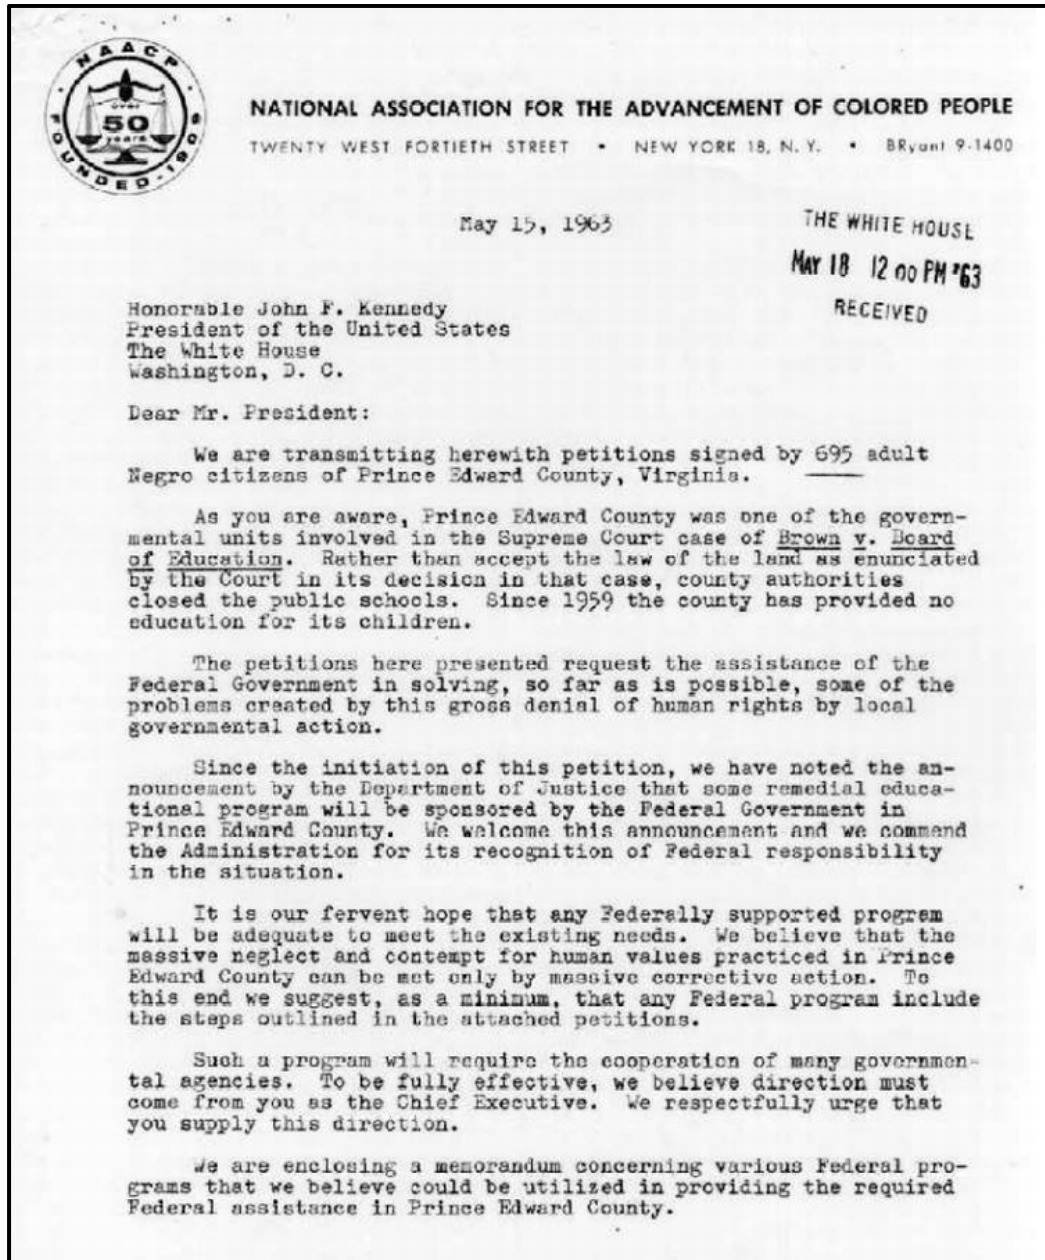 NAACP
FOUNDED-1909
OVER
50
years
NATIONAL ASSOCIATION FOR THE ADVANCEMENT OF COLORED PEOPLE
TWENTY WEST FORTIETH STREET • NEW YORK 18, N. Y. • BRyant 9-1400
May 15, 1963
THE WHITE HOUSE
MAY 18 12 00 PM '63
RECEIVED
Honorable John F. Kennedy
President of the United States
The White House
Washington, D. C.
Dear Mr. President:
We are transmitting herewith petitions signed by 695 adult
Negro citizens of Prince Edward County, Virginia.
As you are aware, Prince Edward County was one of the govern-
mental units involved in the Supreme Court case of Brown v. Board
of Education. Rather than accept the law of the land as enunciated
by the Court in its decision in that case, county authorities
closed the public schools. Since 1959 the county has provided no
education for its children.
The petitions here presented request the assistance of the
Federal Government in solving, so far as is possible, some of the
problems created by this gross denial of human rights by local
governmental action.
Since the initiation of this petition, we have noted the an-
nouncement by the Department of Justice that some remedial educa-
tional program will be sponsored by the Federal Government in
Prince Edward County. We welcome this announcement and we commend
the Administration for its recognition of Federal responsibility
in the situation.
It is our fervent hope that any Federally supported program
will be adequate to meet the existing needs. We believe that the
massive neglect and contempt for human values practiced in Prince
Edward County can be met only by massive corrective action. To
this end we suggest, as a minimum, that any Federal program include
the steps outlined in the attached petitions.
Such a program will require the cooperation of many governmen-
tal agencies. To be fully effective, we believe direction must
come from you as the Chief Executive. We respectfully urge that
you supply this direction.
We are enclosing a memorandum concerning various Federal pro-
grams that we believe could be utilized in providing the required
Federal assistance in Prince Edward County.